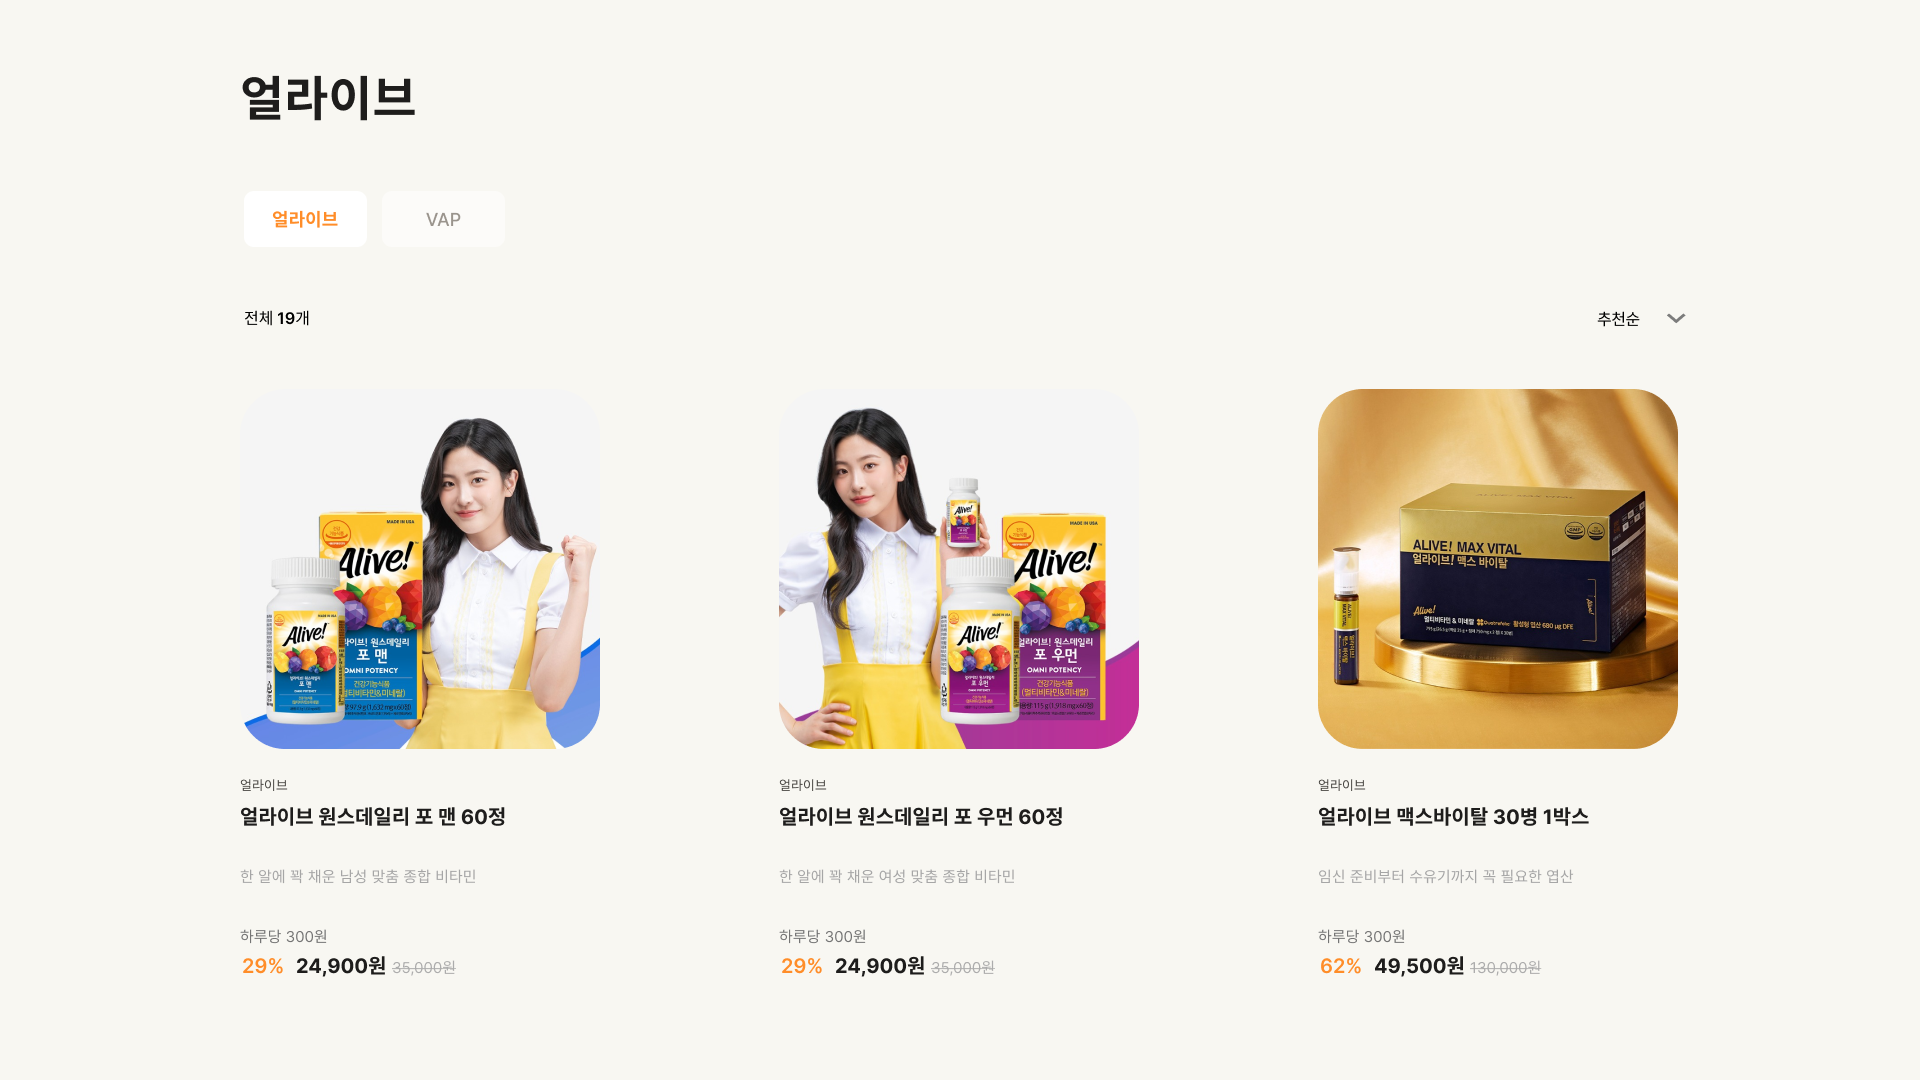 얼라이브
얼라이브
VAP
전체 19개
추천순
MADE IN USA
Alive!
Alive!
라이브! 원스데일리
포 맨
OMNI POTENCY
건강기능식품
멀티비타민&미네랄)
포 맨
MADE IN USA
Alive!
Alive!
Alive!
얼라이브! 원스데일리
포 우먼
OMNI POTENCY
건강기능식품
(멀티비타민&미네랄)
포 우먼
ALIVE! MAX VITAL
GMP
ALIVE! MAX VITAL
얼라이브! 맥스 바이탈
Alive!
멀티비타민 & 미네랄
활성형 엽산 680 μg DFE
얼라이브
얼라이브 원스데일리 포 맨 60정
한 알에 꽉 채운 남성 맞춤 종합 비타민
하루당 300원
29% 24,900원 35,000원
얼라이브
얼라이브 원스데일리 포 우먼 60정
한 알에 꽉 채운 여성 맞춤 종합 비타민
하루당 300원
29% 24,900원 35,000원
얼라이브
얼라이브 맥스바이탈 30병 1박스
임신 준비부터 수유기까지 꼭 필요한 엽산
하루당 300원
62% 49,500원 130,000원